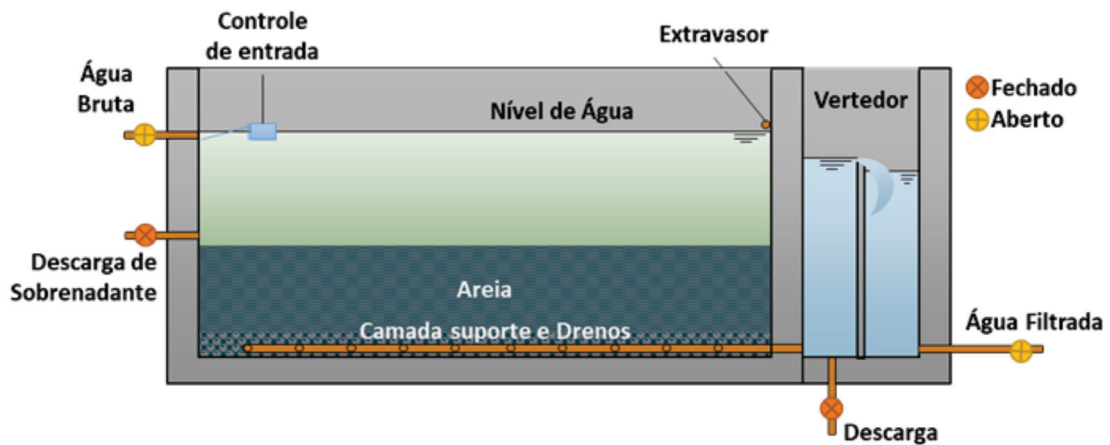 Controle
de entrada
Extravasor
Água
Bruta
Nível de Água
Vertedor
Fechado
Aberto
Descarga de
Sobrenadante
Areia
Camada suporte e Drenos
Água Filtrada
Descarga